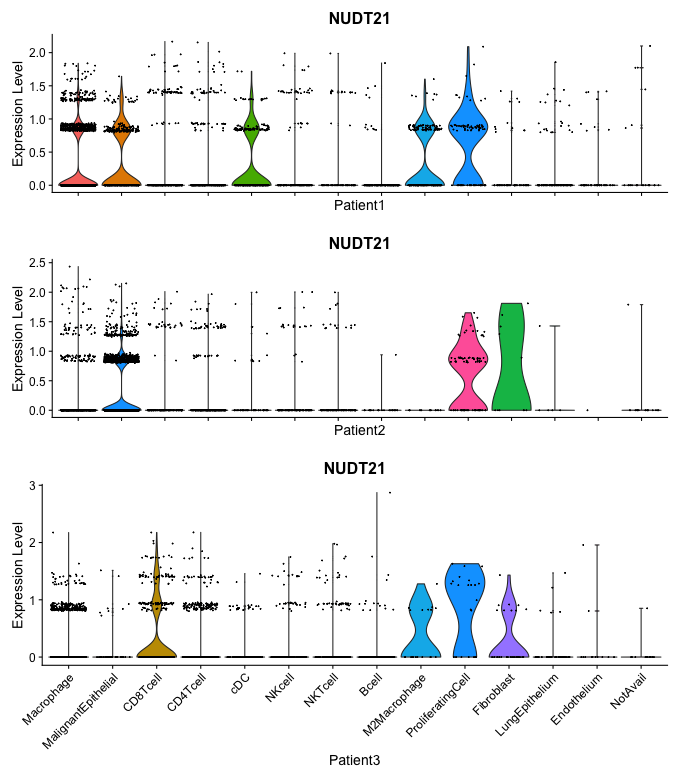 NUDT21
Expression Level
2.0
1.5
1.0
0.5
0.0
Patient1
NUDT21
Expression Level
2.5
2.0
1.5
1.0
0.5
0.0
Patient2
NUDT21
Expression Level
3
2
1
0
Macrophage
MalignantEpithelial
CD8Tcell
CD4Tcell
cDC
NKcell
NKTcell
Bcell
M2Macrophage
ProliferatingCell
Fibroblast
LungEpithelium
Endothelium
NotAvail
Patient3